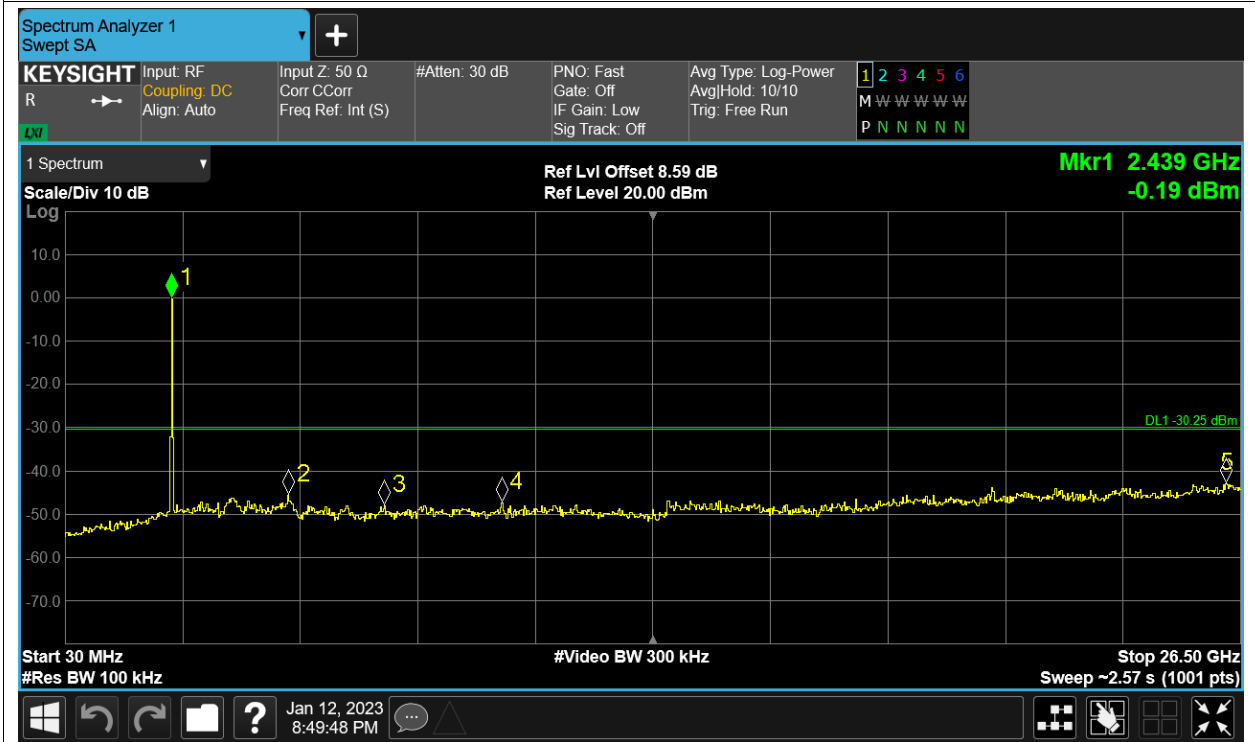 Spectrum Analyzer 1
Swept SA
KEYSIGHT
R
LXI
Input: RF
Coupling: DC
Align: Auto
Input Z: 50 Ω
Corr CCorr
Freq Ref: Int (S)
#Atten: 30 dB
PNO: Fast
Gate: Off
IF Gain: Low
Sig Track: Off
Avg Type: Log-Power
Avg|Hold: 10/10
Trig: Free Run
1 2 3 4 5 6
M W W W W W
P N N N N N
1 Spectrum
Scale/Div 10 dB
Ref Lvl Offset 8.59 dB
Ref Level 20.00 dBm
Mkr1 2.439 GHz
-0.19 dBm
Log
10.0
0.00
-10.0
-20.0
-30.0
-40.0
-50.0
-60.0
-70.0
1
2
3
4
5
DL1 -30.25 dBm
Start 30 MHz
#Res BW 100 kHz
#Video BW 300 kHz
Stop 26.50 GHz
Sweep ~2.57 s (1001 pts)
?
Jan 12, 2023
8:49:48 PM